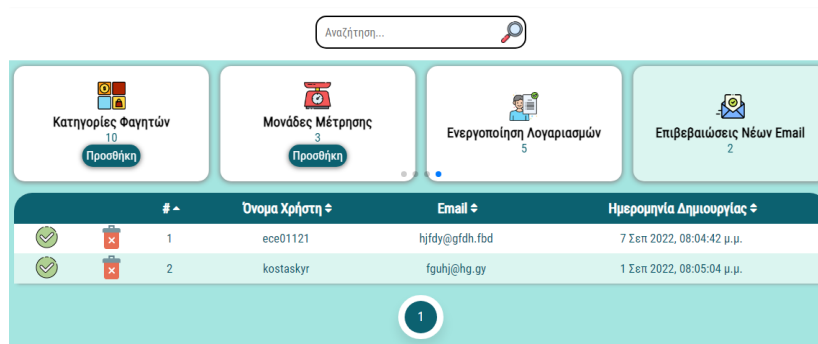 Αναζήτηση...
Κατηγορίες Φαγητών
10
Προσθήκη
Μονάδες Μέτρησης
3
Προσθήκη
Ενεργοποίηση Λογαριασμών
5
Επιβεβαιώσεις Νέων Email
2
# Όνομα Χρήστη Email Ημερομηνία Δημιουργίας
1 ece01121 hjfdy@gfdh.fbd 7 Σεπ 2022, 08:04:42 μ.μ.
2 kostaskyr fguhj@hg.gy 1 Σεπ 2022, 08:05:04 μ.μ.
1